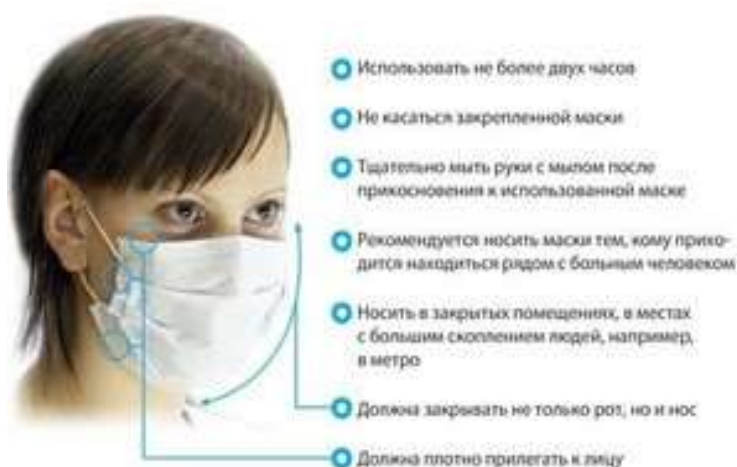 Использовать не более двух часов
Не касаться закрепленной маски
Тщательно мыть руки с мылом после
прикосновения к использованной маске
Рекомендуется носить маски тем, кому прихо-
дится находиться рядом с больным человеком
Носить в закрытых помещениях, в местах
с большим скоплением людей, например,
в метро
Должна закрывать не только рот, но и нос
Должна плотно прилегать к лицу